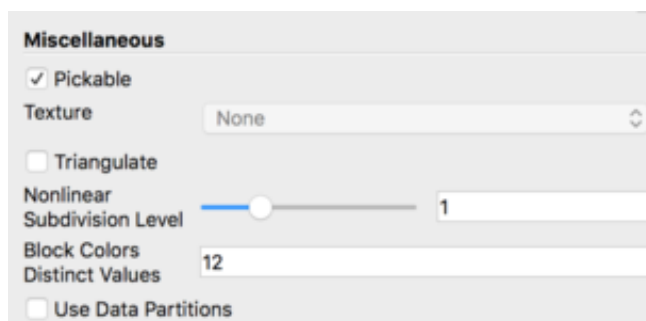 Miscellaneous
Pickable
Texture
None
Triangulate
Nonlinear
Subdivision Level
1
Block Colors
Distinct Values
12
Use Data Partitions